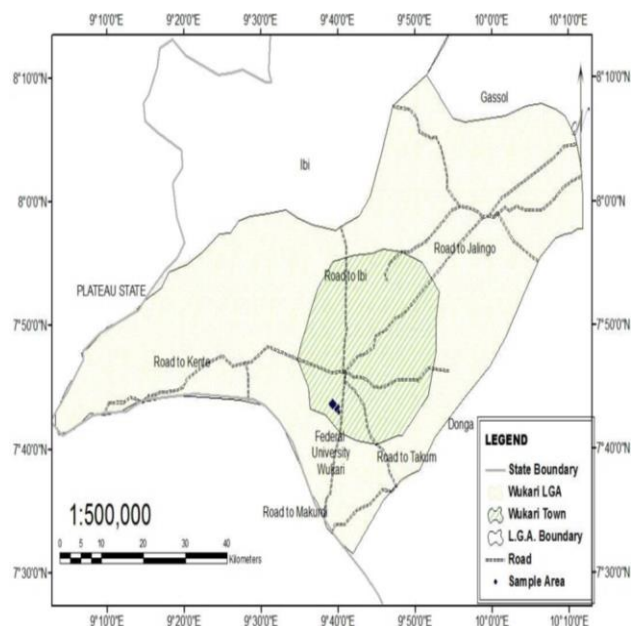 9°10'0"E 9°20'0"E 9°30'0"E 9°40'0"E 9°50'0"E 10°0'0"E 10°10'0"E
8°10'0"N
8°10'0"N
Gassol
Ibi
8°0'0"N
8°0'0"N
Road to Jalingo
Road to Ibi
PLATEAU STATE
7°50'0"N
7°50'0"N
Road to Kente
Donga
7°40'0"N
7°40'0"N
Federal
University
Wukari
Road to Takum
Road to Makurdi
LEGEND
State Boundary
Wukari LGA
Wukari Town
L.G.A. Boundary
Road
Sample Area
1:500,000
0 5 10 20 30 40
Kilometers
7°30'0"N
7°30'0"N
9°10'0"E 9°20'0"E 9°30'0"E 9°40'0"E 9°50'0"E 10°0'0"E 10°10'0"E